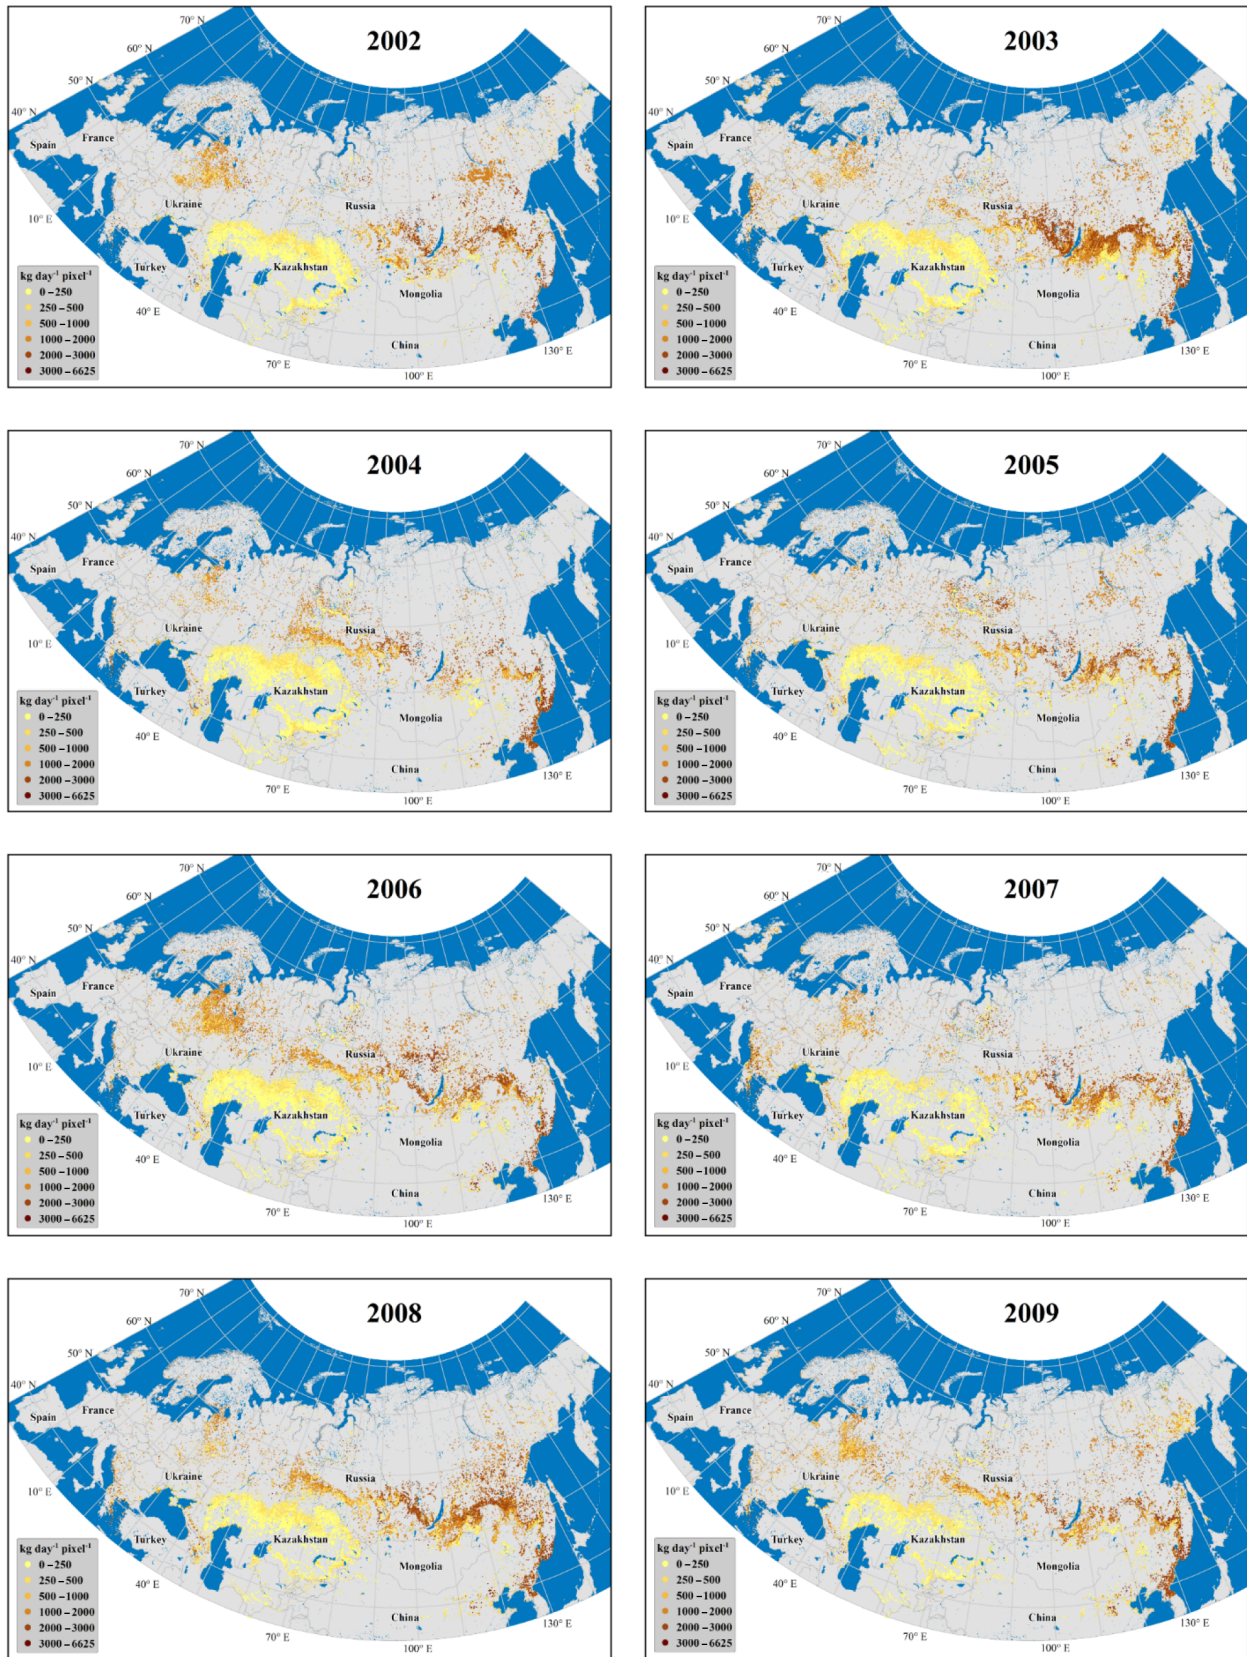 2002
70° N
60° N
50° N
40° N
France
Spain
Ukraine
Russia
10° E
Turkey
Kazakhstan
Mongolia
China
40° E
70° E
100° E
130° E
kg day⁻¹ pixel⁻¹
0 – 250
250 – 500
500 – 1000
1000 – 2000
2000 – 3000
3000 – 6625
2003
70° N
60° N
50° N
40° N
France
Spain
Ukraine
Russia
10° E
Turkey
Kazakhstan
Mongolia
China
40° E
70° E
100° E
130° E
kg day⁻¹ pixel⁻¹
0 – 250
250 – 500
500 – 1000
1000 – 2000
2000 – 3000
3000 – 6625
2004
70° N
60° N
50° N
40° N
France
Spain
Ukraine
Russia
10° E
Turkey
Kazakhstan
Mongolia
China
40° E
70° E
100° E
130° E
kg day⁻¹ pixel⁻¹
0 – 250
250 – 500
500 – 1000
1000 – 2000
2000 – 3000
3000 – 6625
2005
70° N
60° N
50° N
40° N
France
Spain
Ukraine
Russia
10° E
Turkey
Kazakhstan
Mongolia
China
40° E
70° E
100° E
130° E
kg day⁻¹ pixel⁻¹
0 – 250
250 – 500
500 – 1000
1000 – 2000
2000 – 3000
3000 – 6625
2006
70° N
60° N
50° N
40° N
France
Spain
Ukraine
Russia
10° E
Turkey
Kazakhstan
Mongolia
China
40° E
70° E
100° E
130° E
kg day⁻¹ pixel⁻¹
0 – 250
250 – 500
500 – 1000
1000 – 2000
2000 – 3000
3000 – 6625
2007
70° N
60° N
50° N
40° N
France
Spain
Ukraine
Russia
10° E
Turkey
Kazakhstan
Mongolia
China
40° E
70° E
100° E
130° E
kg day⁻¹ pixel⁻¹
0 – 250
250 – 500
500 – 1000
1000 – 2000
2000 – 3000
3000 – 6625
2008
70° N
60° N
50° N
40° N
France
Spain
Ukraine
Russia
10° E
Turkey
Kazakhstan
Mongolia
China
40° E
70° E
100° E
130° E
kg day⁻¹ pixel⁻¹
0 – 250
250 – 500
500 – 1000
1000 – 2000
2000 – 3000
3000 – 6625
2009
70° N
60° N
50° N
40° N
France
Spain
Ukraine
Russia
10° E
Turkey
Kazakhstan
Mongolia
China
40° E
70° E
100° E
130° E
kg day⁻¹ pixel⁻¹
0 – 250
250 – 500
500 – 1000
1000 – 2000
2000 – 3000
3000 – 6625